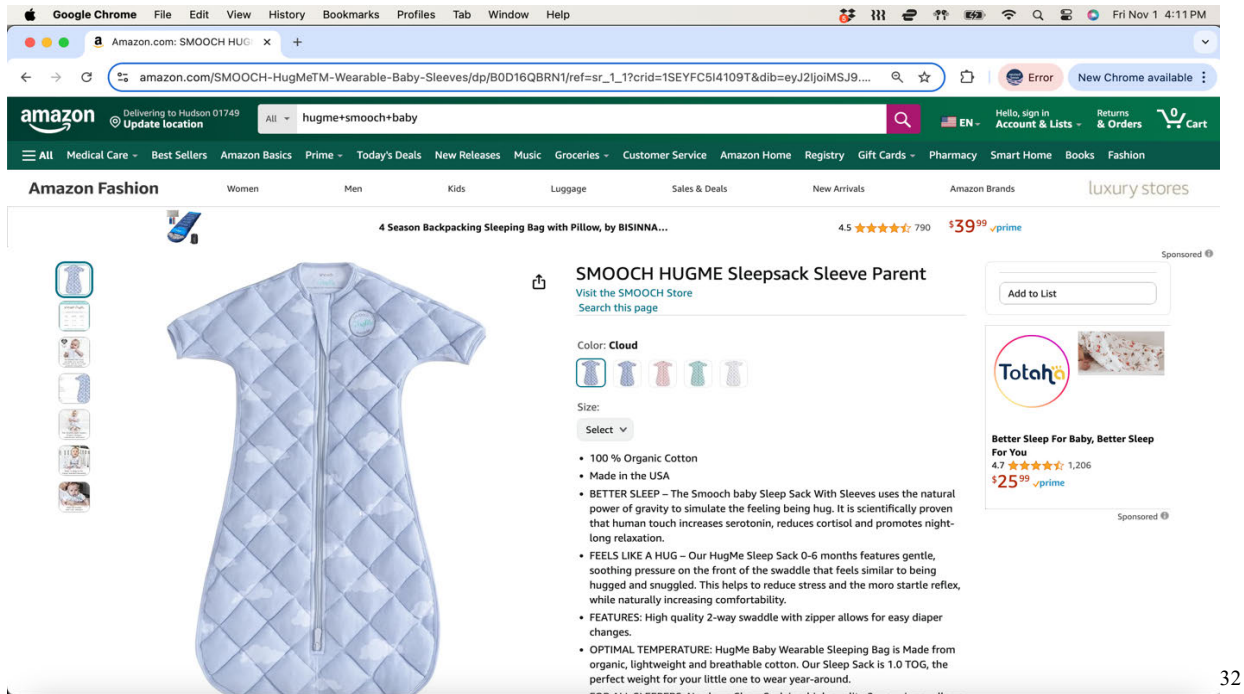 Google Chrome File Edit View History Bookmarks Profiles Tab Window Help Fri Nov 1 4:11 PM
Amazon.com: SMOOCH HUG
amazon.com/SMOOCH-HugMeTM-Wearable-Baby-Sleeves/dp/B0D16QBRN1/ref=sr_1_1?crid=1SEYFC5I4109T&dib=eyJ2IjoiMSJ9.... Error New Chrome available
amazon Delivering to Hudson 01749 Update location All hugme+smooch+baby EN Hello, sign in Account & Lists Returns & Orders 0 Cart
All Medical Care Best Sellers Amazon Basics Prime Today's Deals New Releases Music Groceries Customer Service Amazon Home Registry Gift Cards Pharmacy Smart Home Books Fashion
Amazon Fashion Women Men Kids Luggage Sales & Deals New Arrivals Amazon Brands luxury stores
4 Season Backpacking Sleeping Bag with Pillow, by BISINNA... 4.5 790 $39.99 prime
Sponsored
SMOOCH HUGME Sleepsack Sleeve Parent
Visit the SMOOCH Store
Search this page
Color: Cloud
Size:
Select
• 100 % Organic Cotton
• Made in the USA
• BETTER SLEEP – The Smooch baby Sleep Sack With Sleeves uses the natural
power of gravity to simulate the feeling being hug. It is scientifically proven
that human touch increases serotonin, reduces cortisol and promotes night-
long relaxation.
• FEELS LIKE A HUG – Our HugMe Sleep Sack 0-6 months features gentle,
soothing pressure on the front of the swaddle that feels similar to being
hugged and snuggled. This helps to reduce stress and the moro startle reflex,
while naturally increasing comfortability.
• FEATURES: High quality 2-way swaddle with zipper allows for easy diaper
changes.
• OPTIMAL TEMPERATURE: HugMe Baby Wearable Sleeping Bag is Made from
organic, lightweight and breathable cotton. Our Sleep Sack is 1.0 TOG, the
perfect weight for your little one to wear year-around.
Add to List
Totaha
Better Sleep For Baby, Better Sleep
For You
4.7 1,206
$25.99 prime
Sponsored
32